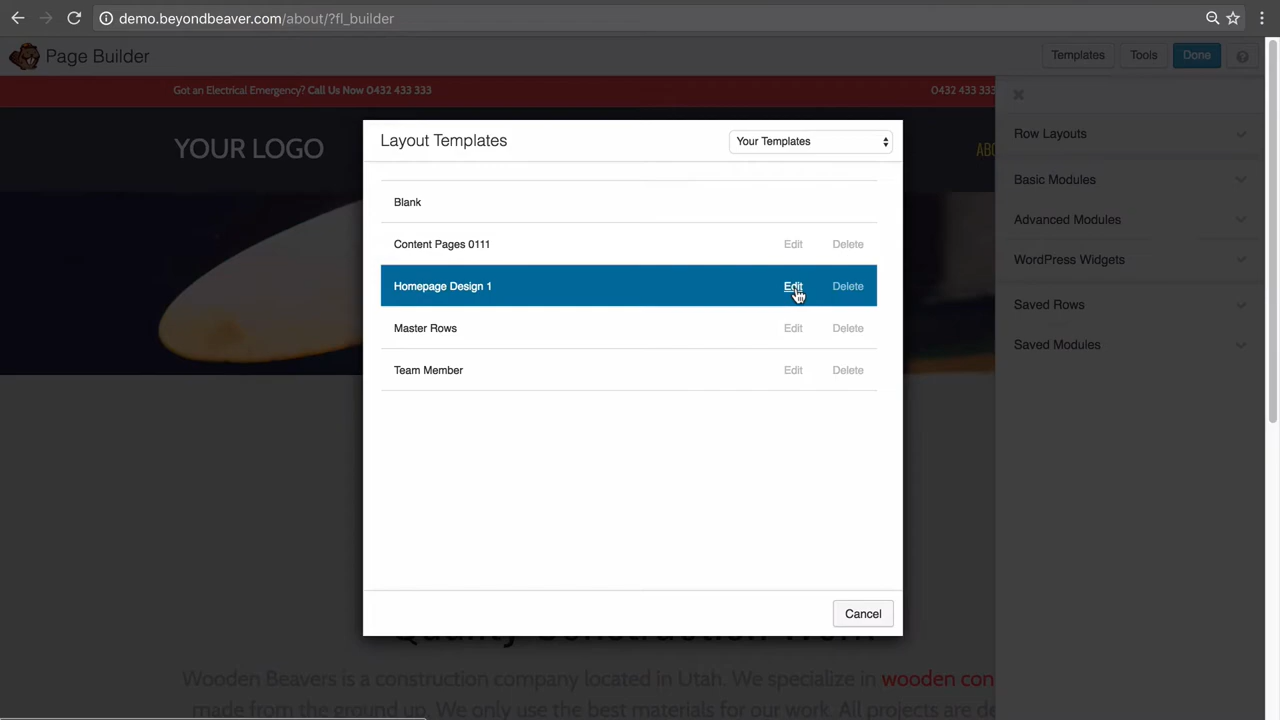 demo.beyondbeaver.com/about/?fl_builder
Page Builder
Templates
Tools
Done
Got an Electrical Emergency? Call Us Now 0432 433 333
0432 433 333
YOUR LOGO
Layout Templates
Your Templates
Blank
Content Pages 0111
Edit
Delete
Homepage Design 1
Edit
Delete
Master Rows
Edit
Delete
Team Member
Edit
Delete
Cancel
Row Layouts
Basic Modules
Advanced Modules
WordPress Widgets
Saved Rows
Saved Modules
Quality Construction Work
Wooden Beavers is a construction company located in Utah. We specialize in wooden con
made from the ground up. We only use the best materials for our work. All projects are de